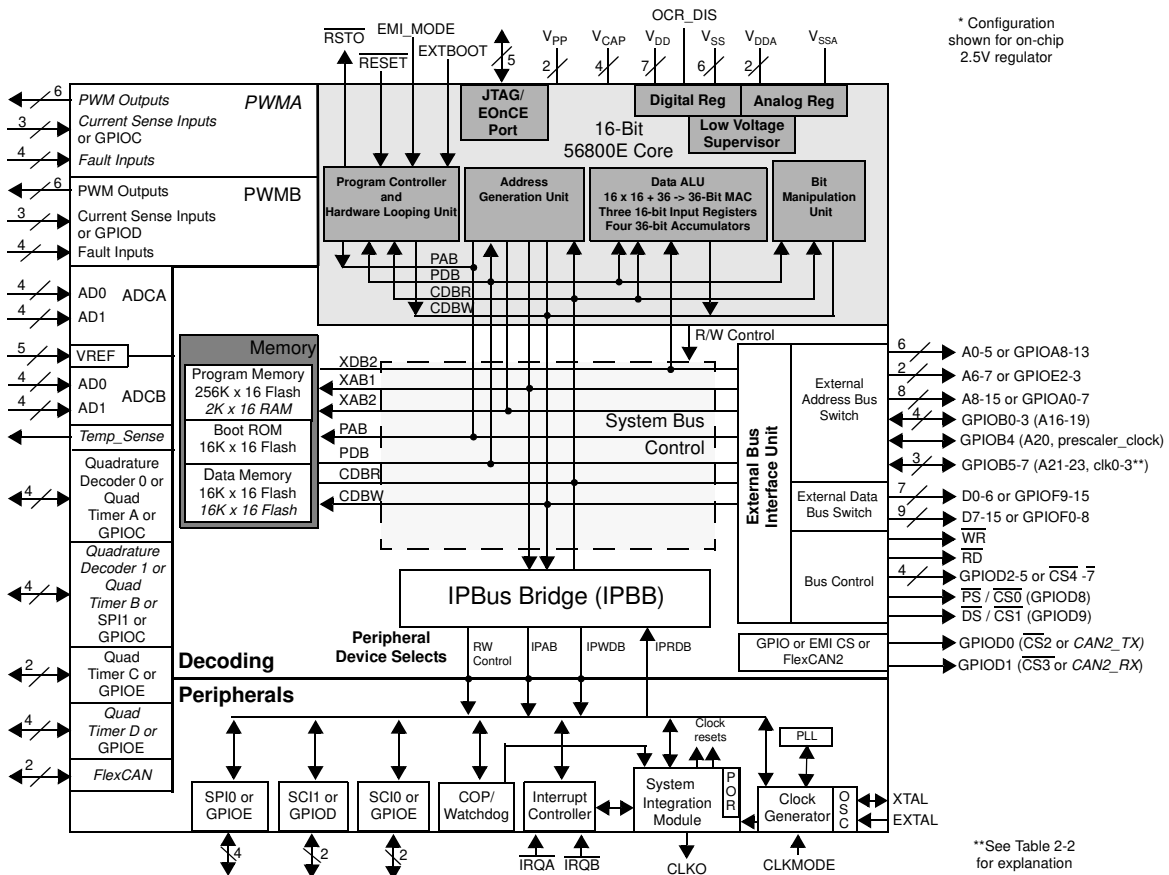 OCR_DIS
* Configuration
shown for on-chip
2.5V regulator
RSTO
EMI_MODE
RESET
EXTBOOT
5
VPP
2
VCAP
4
VDD
7
VSS
6
VDDA
2
VSSA
6
PWM Outputs
PWMA
3
Current Sense Inputs
or GPIOC
4
Fault Inputs
6
PWM Outputs
PWMB
3
Current Sense Inputs
or GPIOD
4
Fault Inputs
JTAG/
EOnCE
Port
Digital Reg
Analog Reg
Low Voltage
Supervisor
16-Bit
56800E Core
Program Controller
and
Hardware Looping Unit
Address
Generation Unit
Data ALU
16 x 16 + 36 -> 36-Bit MAC
Three 16-bit Input Registers
Four 36-bit Accumulators
Bit
Manipulation
Unit
PAB
PDB
CDBR
CDBW
R/W Control
4
AD0
ADCA
4
AD1
5
VREF
4
AD0
ADCB
4
AD1
Temp_Sense
4
Quadrature
Decoder 0 or
Quad
Timer A or
GPIOC
4
Quadrature
Decoder 1 or
Quad
Timer B or
SPI1 or
GPIOC
2
Quad
Timer C or
GPIOE
4
Quad
Timer D or
GPIOE
2
FlexCAN
Memory
Program Memory
256K x 16 Flash
2K x 16 RAM
Boot ROM
16K x 16 Flash
Data Memory
16K x 16 Flash
16K x 16 Flash
XDB2
XAB1
XAB2
PAB
PDB
CDBR
CDBW
System Bus
Control
External Bus
Interface Unit
External
Address Bus
Switch
External Data
Bus Switch
Bus Control
6
A0-5 or GPIOA8-13
2
A6-7 or GPIOE2-3
8
A8-15 or GPIOA0-7
4
GPIOB0-3 (A16-19)
GPIOB4 (A20, prescaler_clock)
3
GPIOB5-7 (A21-23, clk0-3**)
7
D0-6 or GPIOF9-15
9
D7-15 or GPIOF0-8
WR
RD
4
GPIOD2-5 or CS4 -7
PS / CS0 (GPIOD8)
DS / CS1 (GPIOD9)
GPIO or EMI CS or
FlexCAN2
GPIOD0 (CS2 or CAN2_TX)
GPIOD1 (CS3 or CAN2_RX)
IPBus Bridge (IPBB)
Peripheral
Device Selects
RW
Control
IPAB
IPWDB
IPRDB
Decoding
Peripherals
Clock
resets
PLL
SPI0 or
GPIOE
SCI1 or
GPIOD
SCI0 or
GPIOE
COP/
Watchdog
Interrupt
Controller
System
Integration
Module
POR
Clock
Generator
OSC
XTAL
EXTAL
4
2
2
IRQA
IRQB
CLKO
CLKMODE
**See Table 2-2
for explanation